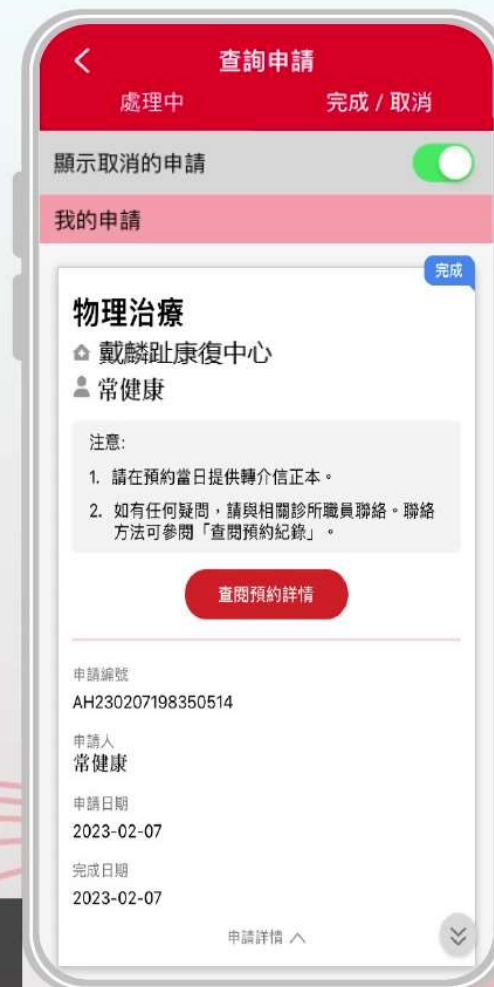 查詢申請
處理中 完成 / 取消
顯示取消的申請
我的申請
完成
物理治療
戴麟趾康復中心
常健康
注意:
1. 請在預約當日提供轉介信正本。
2. 如有任何疑問，請與相關診所職員聯絡。聯絡
方法可參閱「查閱預約紀錄」。
查閱預約詳情
申請編號
AH230207198350514
申請人
常健康
申請日期
2023-02-07
完成日期
2023-02-07
申請詳情